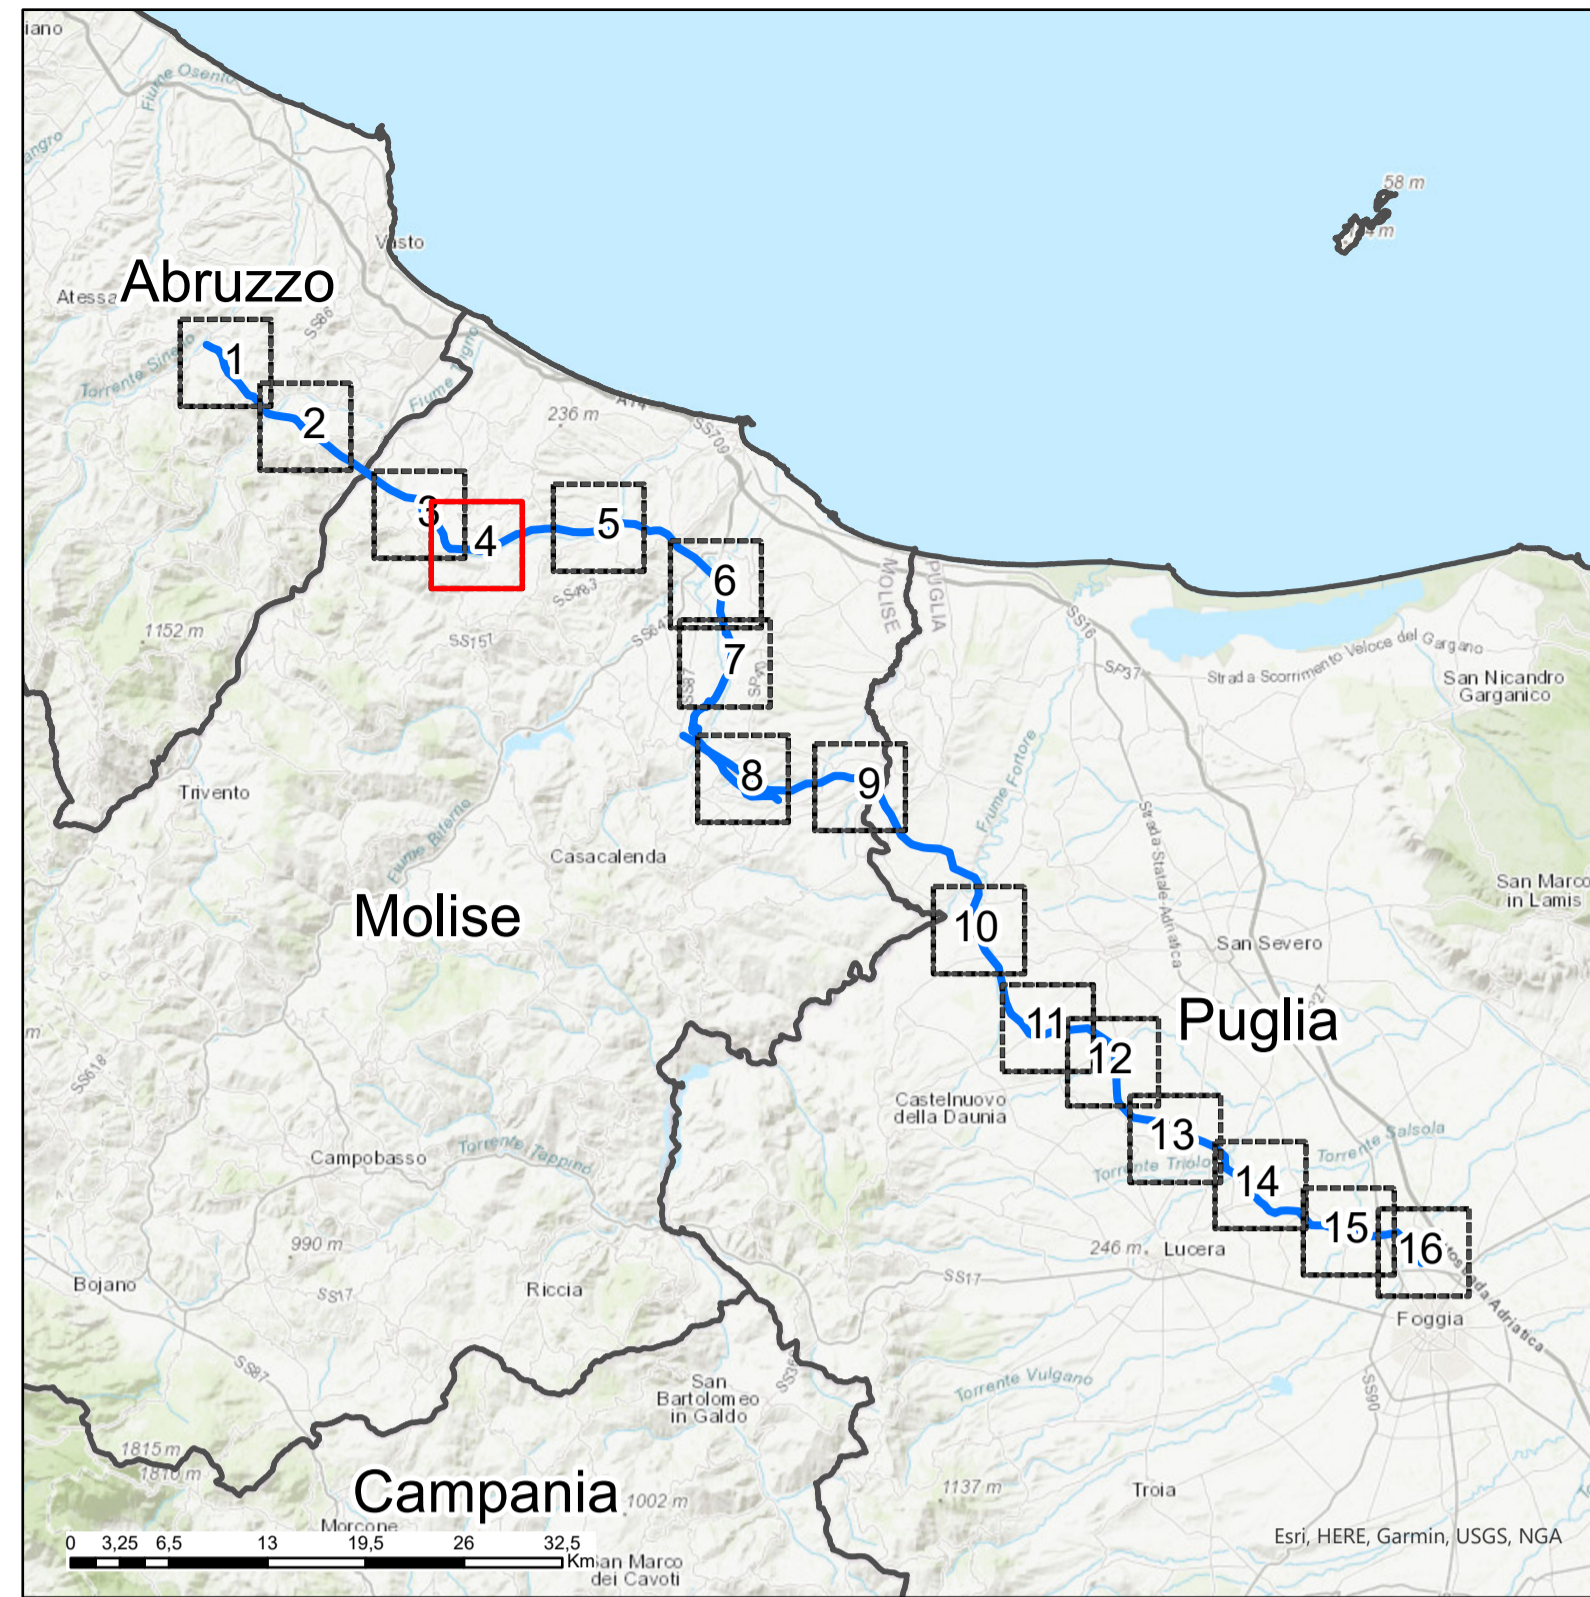 iano
Fiume Osento
angro
58 m
Vasto
Abruzzo
Atessa
SS86
1
Torrente Sinello
Fiume Trigno
2
236 m
A14
SS709
3
4
5
6
SS483
MOLISE
PUGLIA
SS16
1152 m
SS157
SS647
7
SS87
SP40
SP37
Strada Scorrimento Veloce del Gargano
San Nicandro
Garganico
Trivento
8
9
Fiume Fortore
Fiume Biferno
Strada Statale Adriatica
Casacalenda
San Marco
in Lamis
Molise
10
San Severo
Puglia
11
12
m
SS618
Castelnuovo
della Daunia
13
Torrente Salsola
Torrente Tappino
Campobasso
Torrente Triolo
14
15
16
990 m
246 m
Lucera
Bojano
SS17
Riccia
SS17
Autostrada Adriatica
Foggia
SS87
San
Bartolomeo
in Galdo
Torrente Vulgano
SS90
1815 m
1816 m
1137 m
Troia
Campania
1002 m
Morcone
Esri, HERE, Garmin, USGS, NGA
0 3,25 6,5 13 19,5 26 32,5
Km
San Marco
dei Cavoti